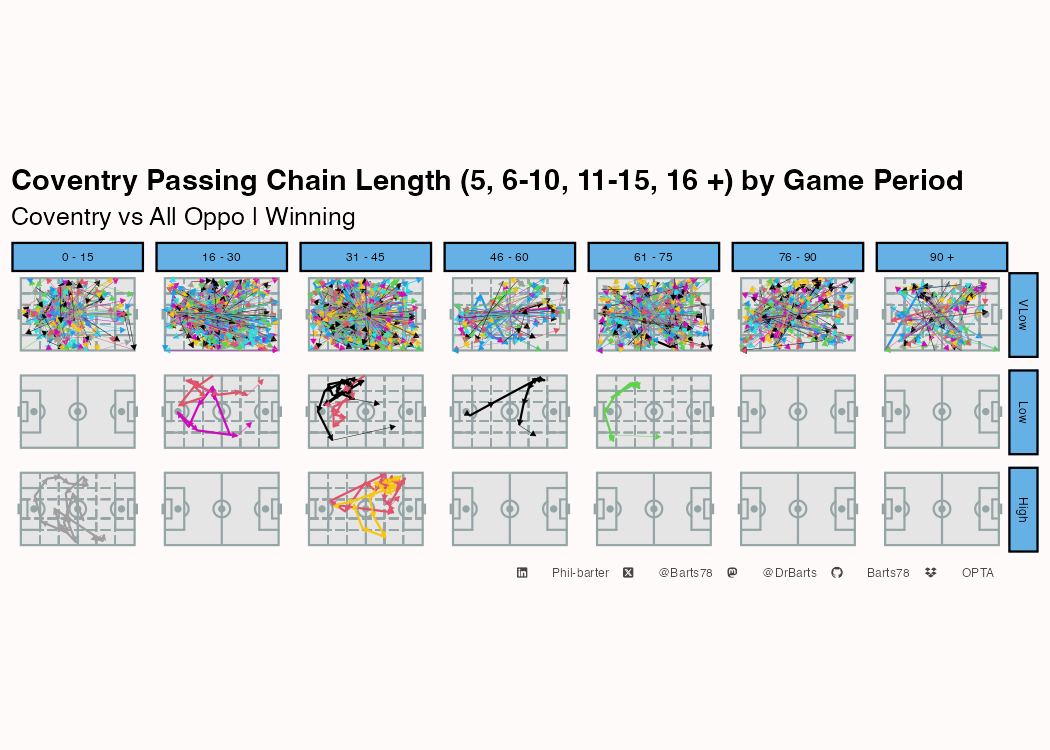 Coventry Passing Chain Length (5, 6-10, 11-15, 16 +) by Game Period
Coventry vs All Oppo | Winning
0 - 15
16 - 30
31 - 45
46 - 60
61 - 75
76 - 90
90 +
VLow
Low
High
Phil-barter @Barts78 @DrBarts Barts78 OPTA